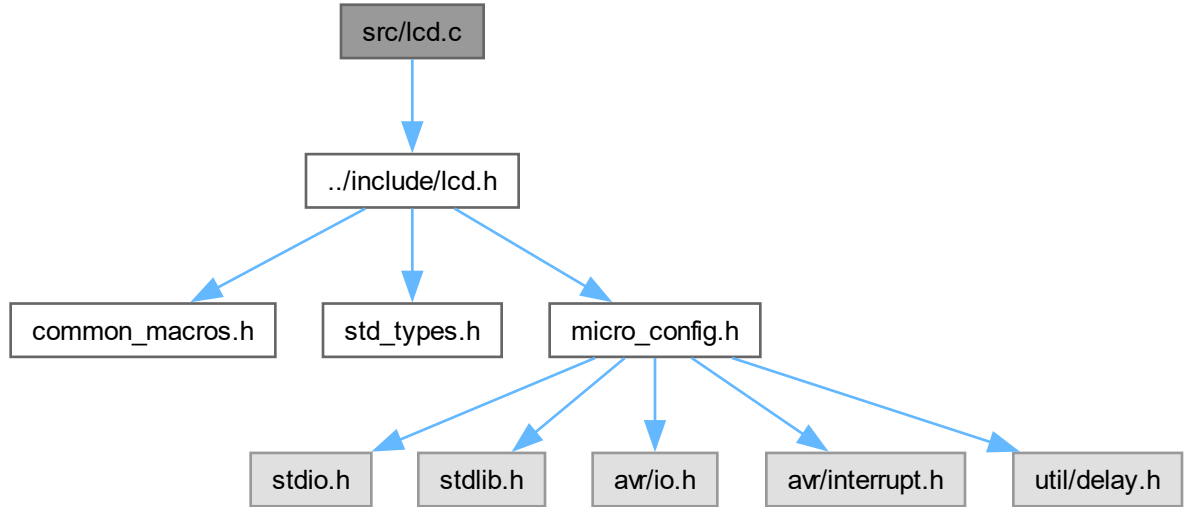 src/lcd.c
../include/lcd.h
common_macros.h
std_types.h
micro_config.h
stdio.h
stdlib.h
avr/io.h
avr/interrupt.h
util/delay.h